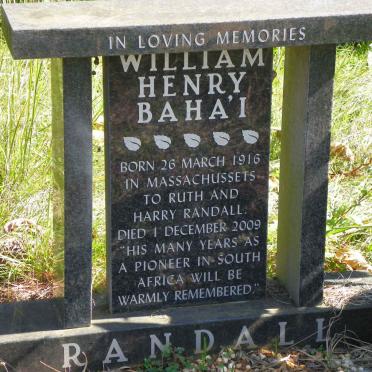 IN LOVING MEMORIES
WILLIAM
HENRY
BAHA'I
BORN 26 MARCH 1916
IN MASSACHUSSETS
TO RUTH AND
HARRY RANDALL.
DIED 1 DECEMBER 2009
"HIS MANY YEARS AS
A PIONEER IN SOUTH
AFRICA WILL BE
WARMLY REMEMBERED."
RANDALL